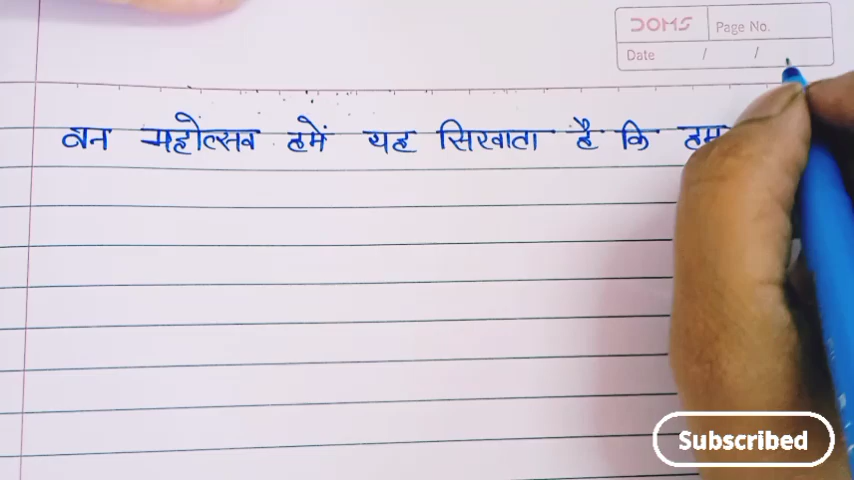 DOMS Page No.
Date / /
वन महोत्सव हमें यह सिखाता है कि हम
Subscribed